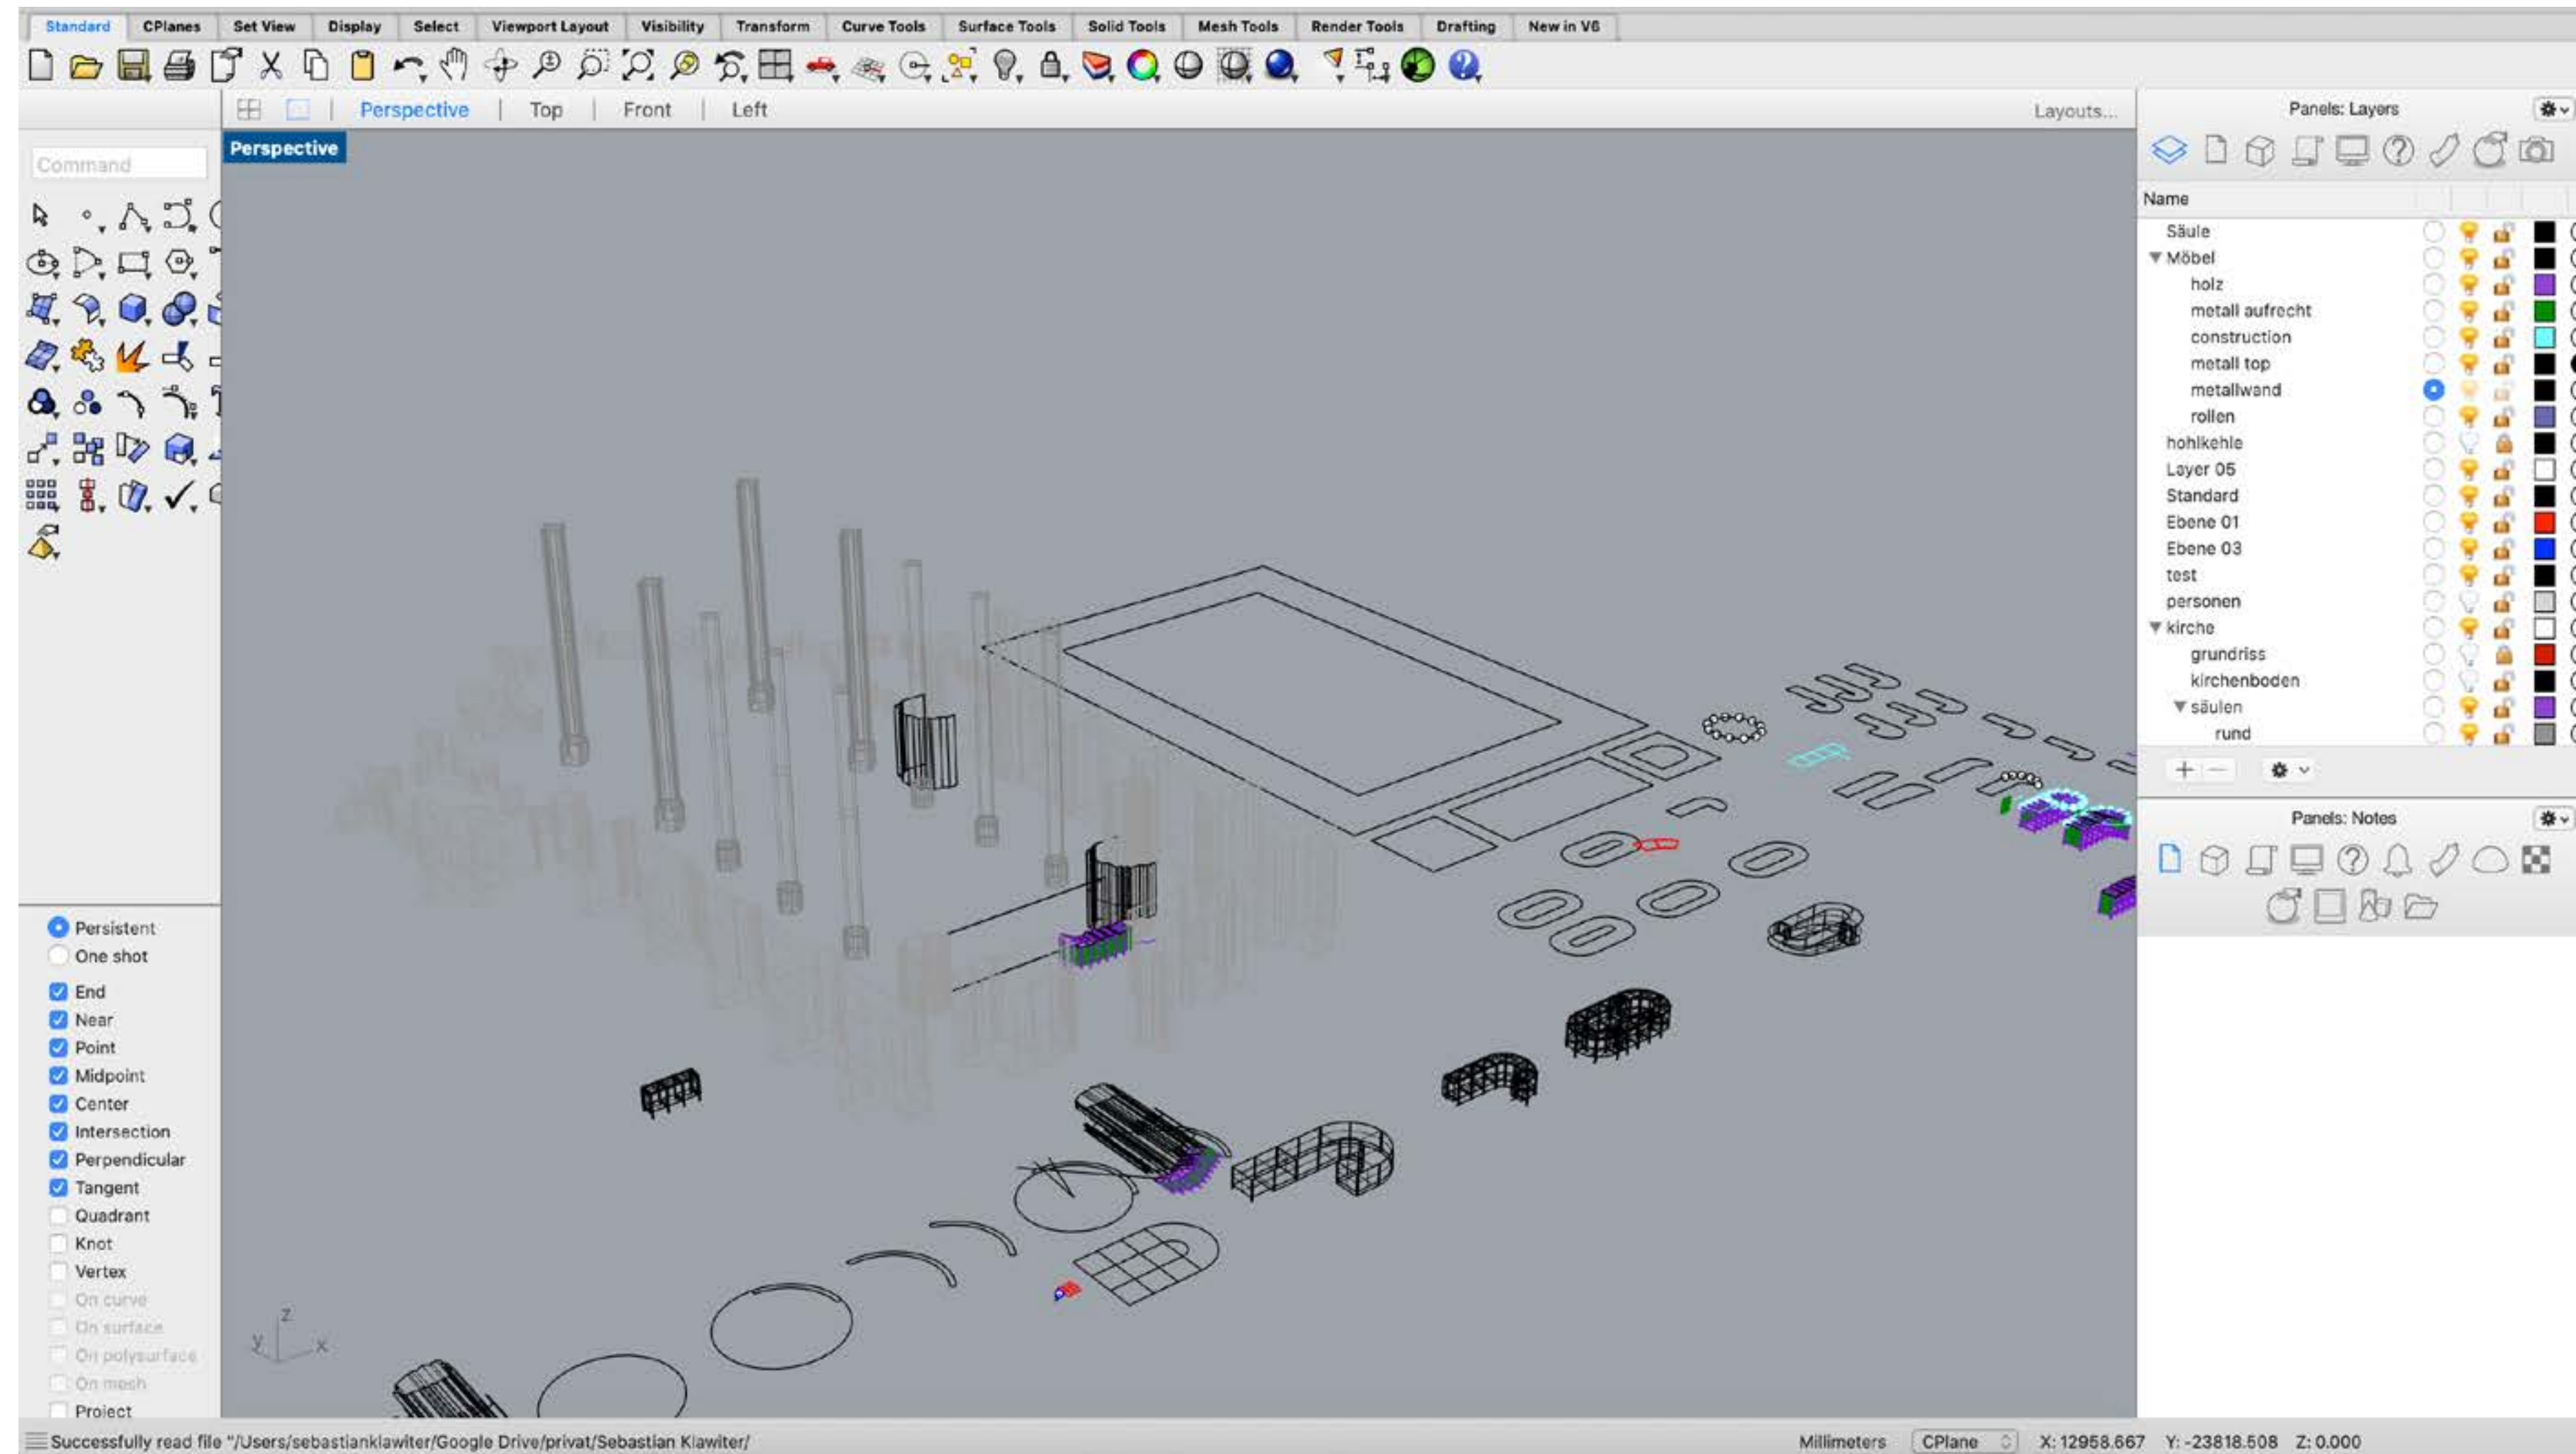 Standard CPlanes Set View Display Select Viewport Layout Visibility Transform Curve Tools Surface Tools Solid Tools Mesh Tools Render Tools Drafting New in V6
Perspective | Top | Front | Left Layouts...
Perspective
Command
Persistent
One shot
End
Near
Point
Midpoint
Center
Intersection
Perpendicular
Tangent
Quadrant
Knot
Vertex
On curve
On surface
On polysurface
On mesh
Project
z
y x
Panels: Layers
Name
Säule
Möbel
holz
metall aufrecht
construction
metall top
metallwand
rollen
hohlkehle
Layer 05
Standard
Ebene 01
Ebene 03
test
personen
kirche
grundriss
kirchenboden
säulen
rund
Panels: Notes
Successfully read file "/Users/sebastianklawiter/Google Drive/privat/Sebastian Klawiter/
Millimeters CPlane X: 12958.667 Y: -23818.508 Z: 0.000